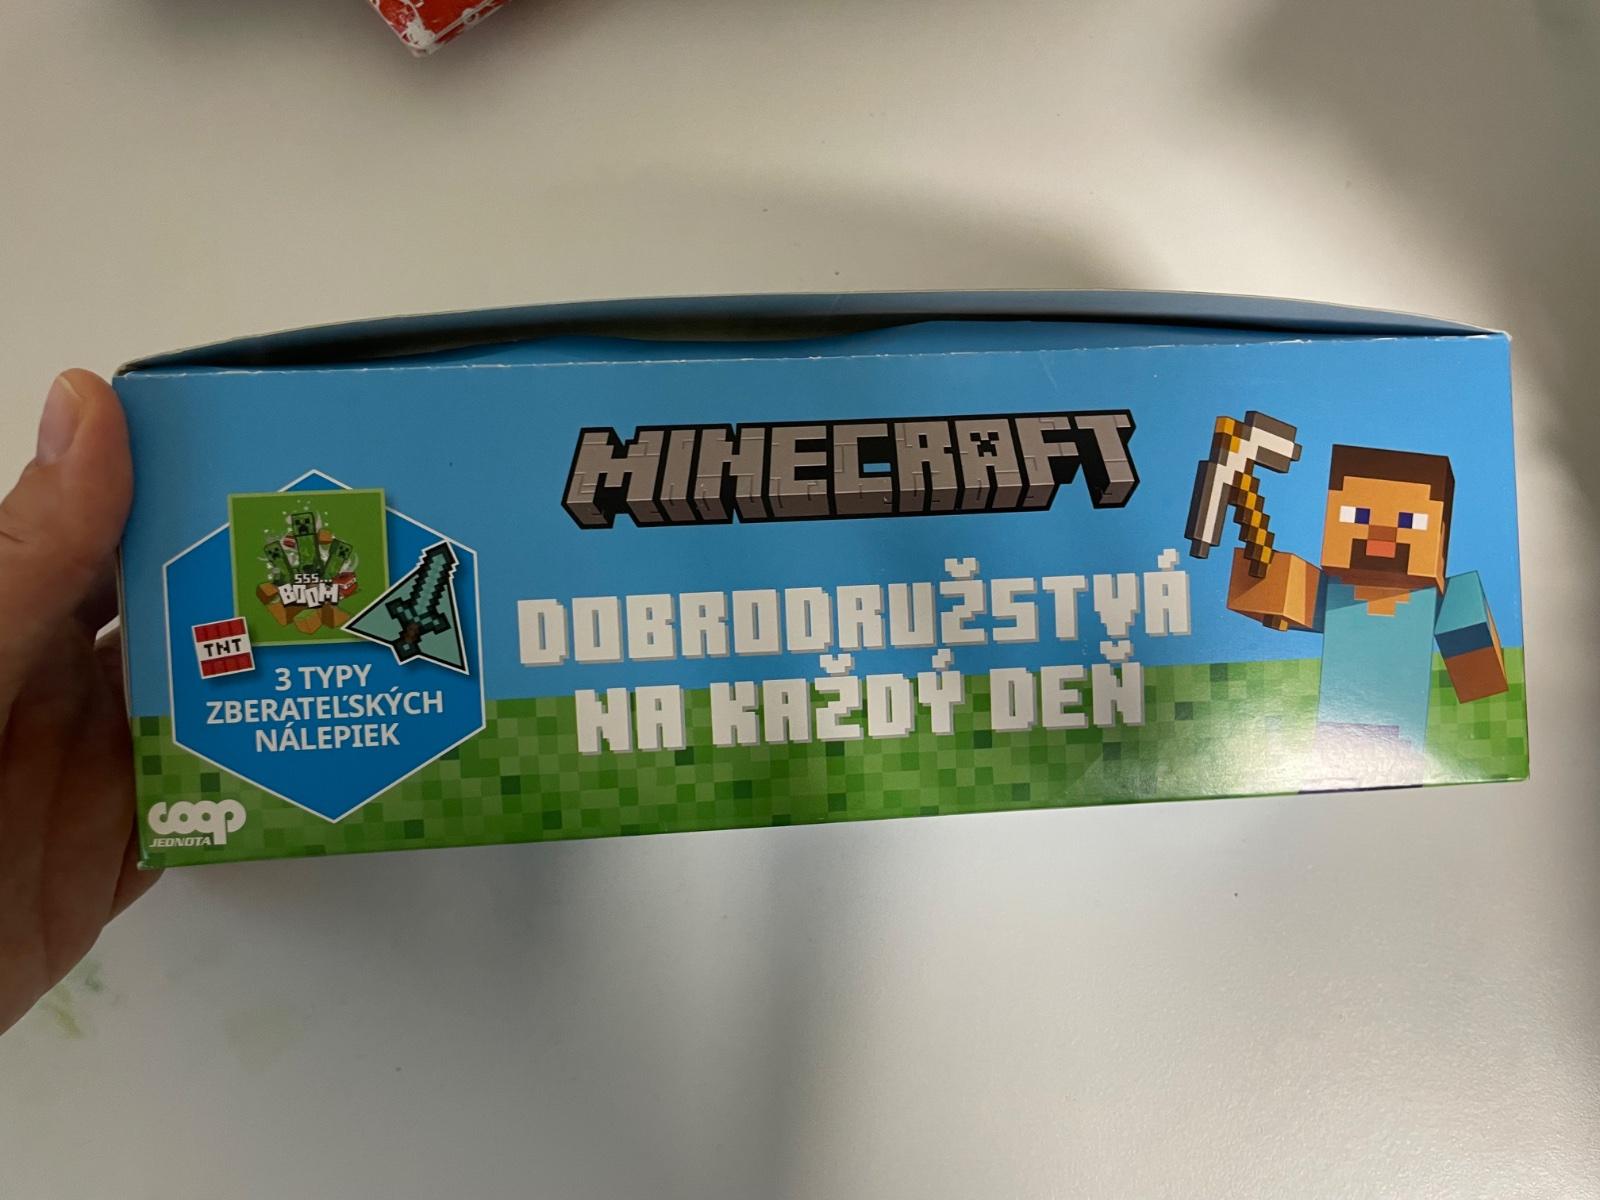 MINECRAFT
DOBRODRUŽSTVÁ
NA KAŽDÝ DEŇ
SSS...
BOOM
TNT
3 TYPY
ZBERATEĽSKÝCH
NÁLEPIEK
coop
JEDNOTA